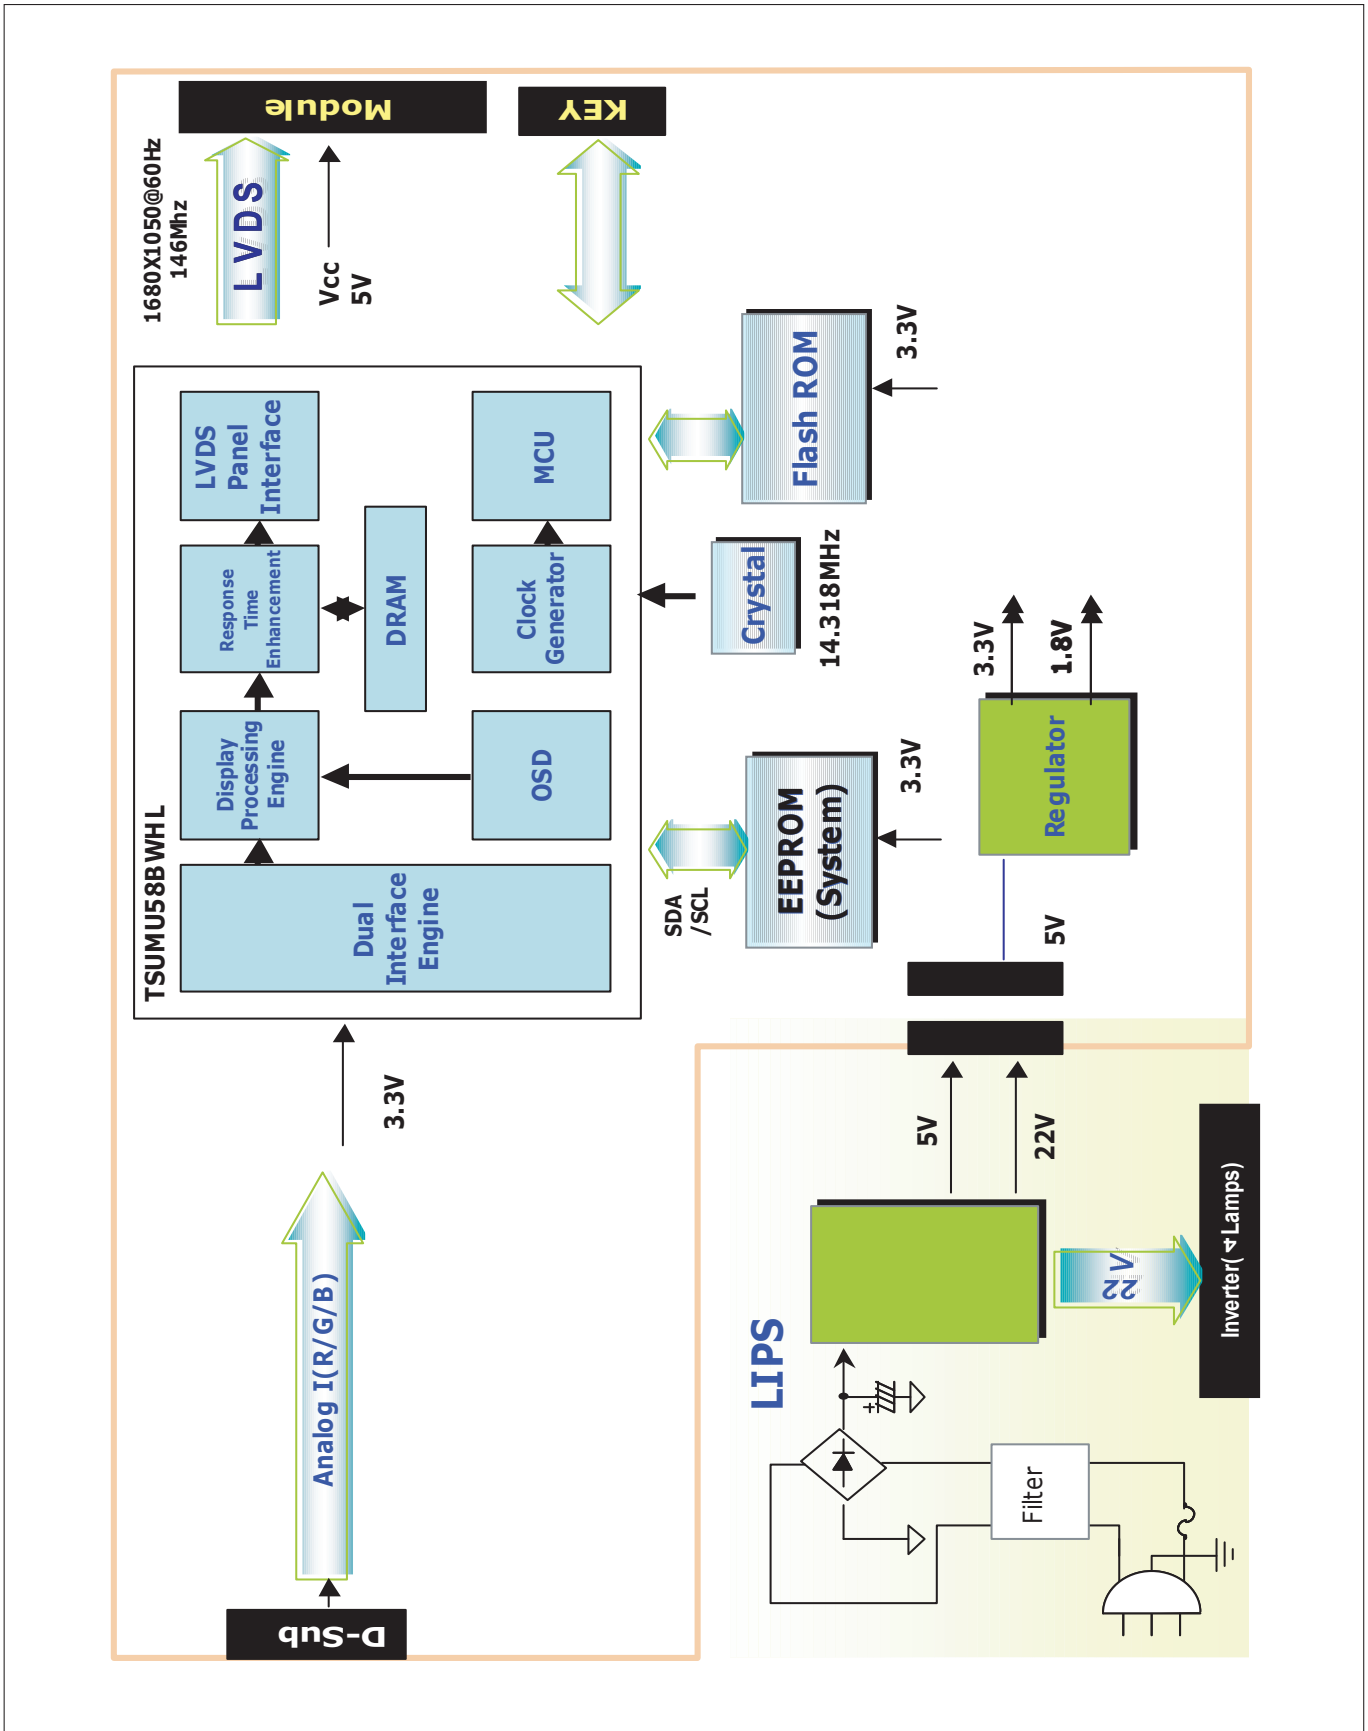 D-Sub
Analog I(R/G/B)
3.3V
TSUMU58BWHL
Dual
Interface
Engine
Display
Processing
Engine
OSD
Response
Time
Enhancement
DRAM
Clock
Generator
LVDS
Panel
Interface
MCU
1680X1050@60Hz
146Mhz
LVDS
Module
Vcc
5V
KEY
SDA
/SCL
EEPROM
(System)
3.3V
Crystal
14.318MHz
Flash ROM
3.3V
Regulator
3.3V
1.8V
5V
LIPS
5V
22V
22V
Filter
+
Inverter(4Lamps)